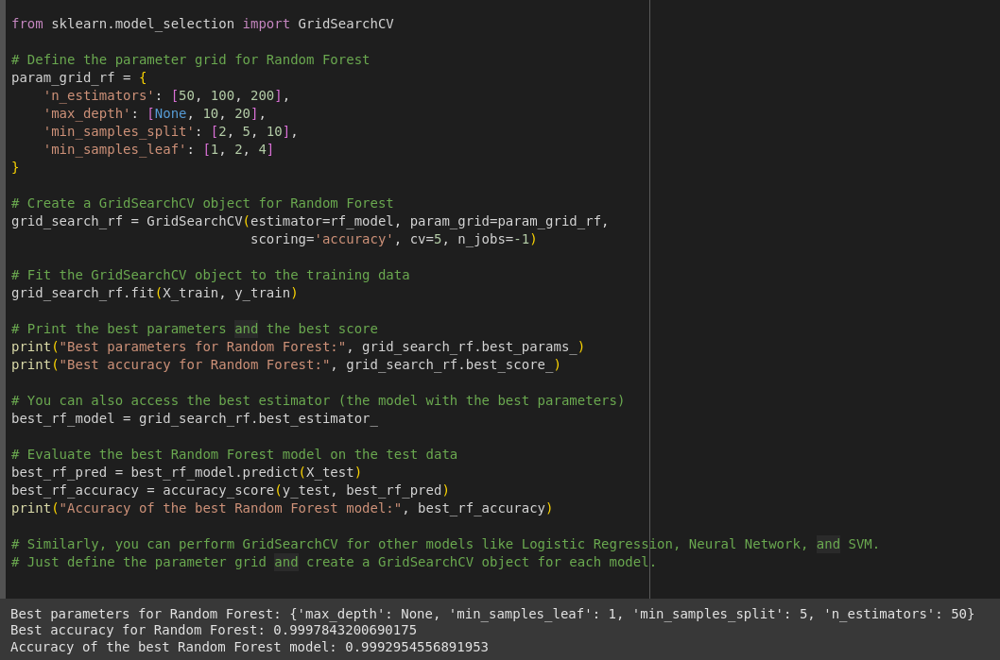 from sklearn.model_selection import GridSearchCV
# Define the parameter grid for Random Forest
param_grid_rf = {
    'n_estimators': [50, 100, 200],
    'max_depth': [None, 10, 20],
    'min_samples_split': [2, 5, 10],
    'min_samples_leaf': [1, 2, 4]
}
# Create a GridSearchCV object for Random Forest
grid_search_rf = GridSearchCV(estimator=rf_model, param_grid=param_grid_rf,
                              scoring='accuracy', cv=5, n_jobs=-1)
# Fit the GridSearchCV object to the training data
grid_search_rf.fit(X_train, y_train)
# Print the best parameters and the best score
print("Best parameters for Random Forest:", grid_search_rf.best_params_)
print("Best accuracy for Random Forest:", grid_search_rf.best_score_)
# You can also access the best estimator (the model with the best parameters)
best_rf_model = grid_search_rf.best_estimator_
# Evaluate the best Random Forest model on the test data
best_rf_pred = best_rf_model.predict(X_test)
best_rf_accuracy = accuracy_score(y_test, best_rf_pred)
print("Accuracy of the best Random Forest model:", best_rf_accuracy)
# Similarly, you can perform GridSearchCV for other models like Logistic Regression, Neural Network, and SVM.
# Just define the parameter grid and create a GridSearchCV object for each model.
Best parameters for Random Forest: {'max_depth': None, 'min_samples_leaf': 1, 'min_samples_split': 5, 'n_estimators': 50}
Best accuracy for Random Forest: 0.9997843200690175
Accuracy of the best Random Forest model: 0.9992954556891953